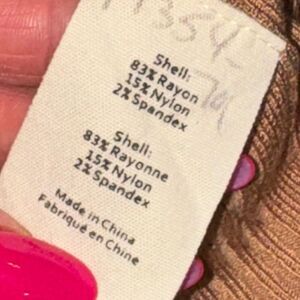 Shell:
83% Rayon
15% Nylon
2% Spandex
Shell:
83% Rayonne
15% Nylon
2% Spandex
Made in China
Fabriqué en Chine